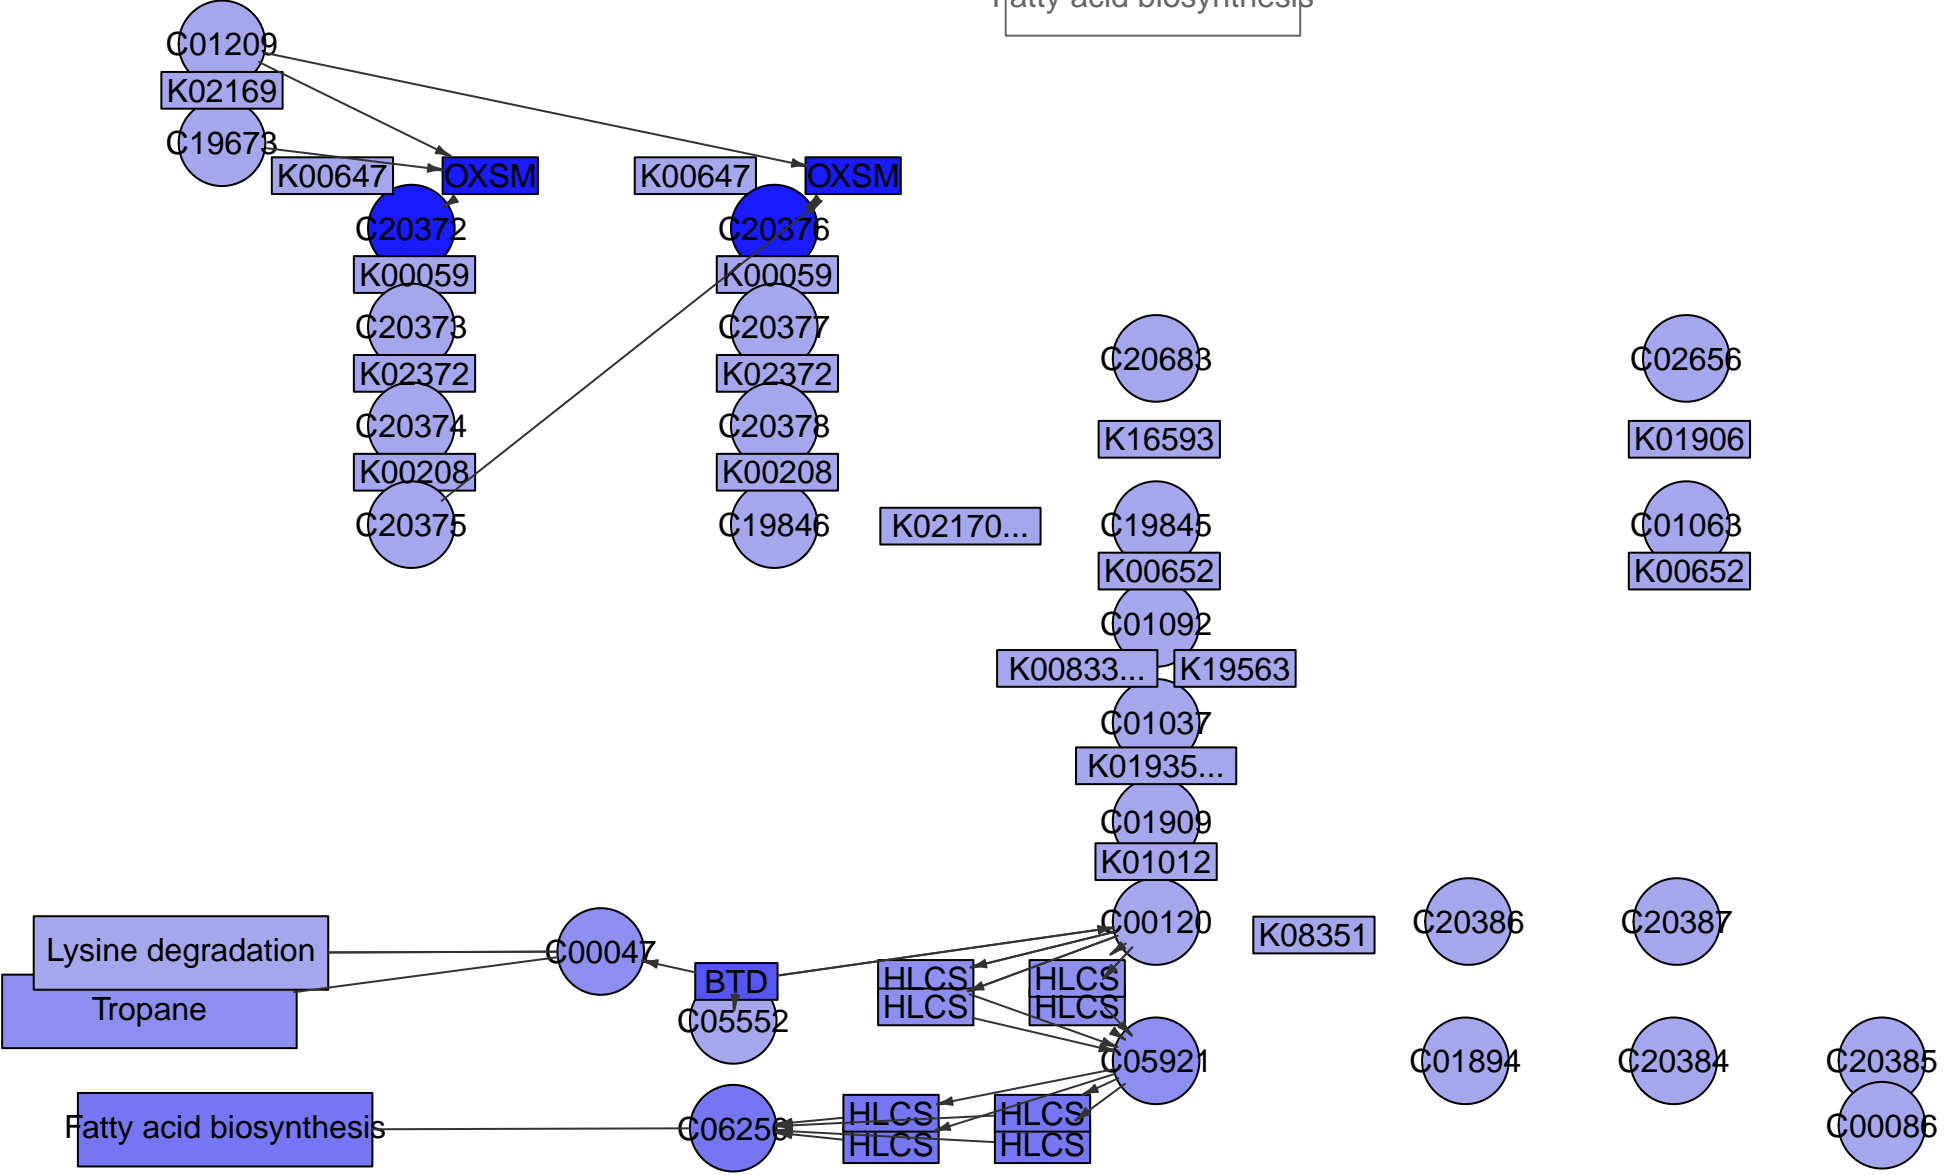 Fatty acid biosynthesis
C01209
K02169
C19673
K00647
OXSM
K00647
OXSM
C20372
C20376
K00059
K00059
C20373
C20377
C20683
C02656
K02372
K02372
C20374
C20378
K16593
K01906
K00208
K00208
C20375
C19846
K02170...
C19845
C01063
K00652
K00652
C01092
K00833...
K19563
C01037
K01935...
C01909
K01012
C00120
K08351
C20386
C20387
Lysine degradation
C00047
BTD
HLCS
HLCS
Tropane
HLCS
HLCS
C05552
C05921
C01894
C20384
C20385
Fatty acid biosynthesis
C06250
HLCS
HLCS
HLCS
HLCS
C00086